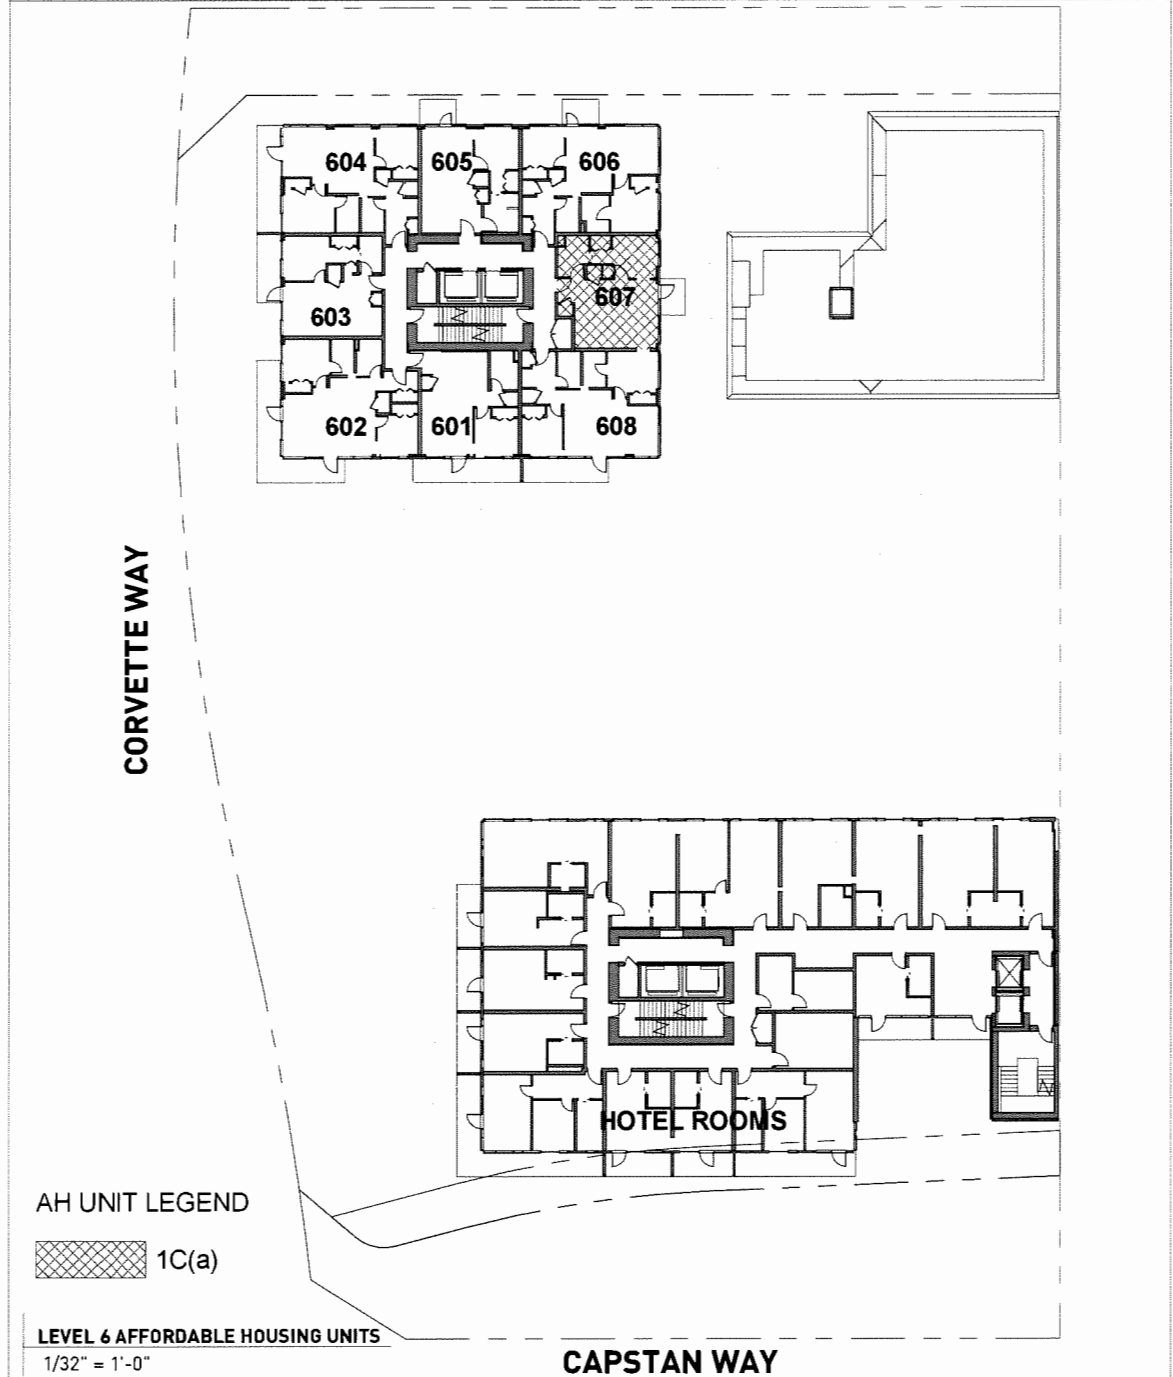 604
605
606
607
603
602
601
608
CORVETTE WAY
HOTEL ROOMS
AH UNIT LEGEND
1C(a)
LEVEL 6 AFFORDABLE HOUSING UNITS
1/32" = 1'-0"
CAPSTAN WAY